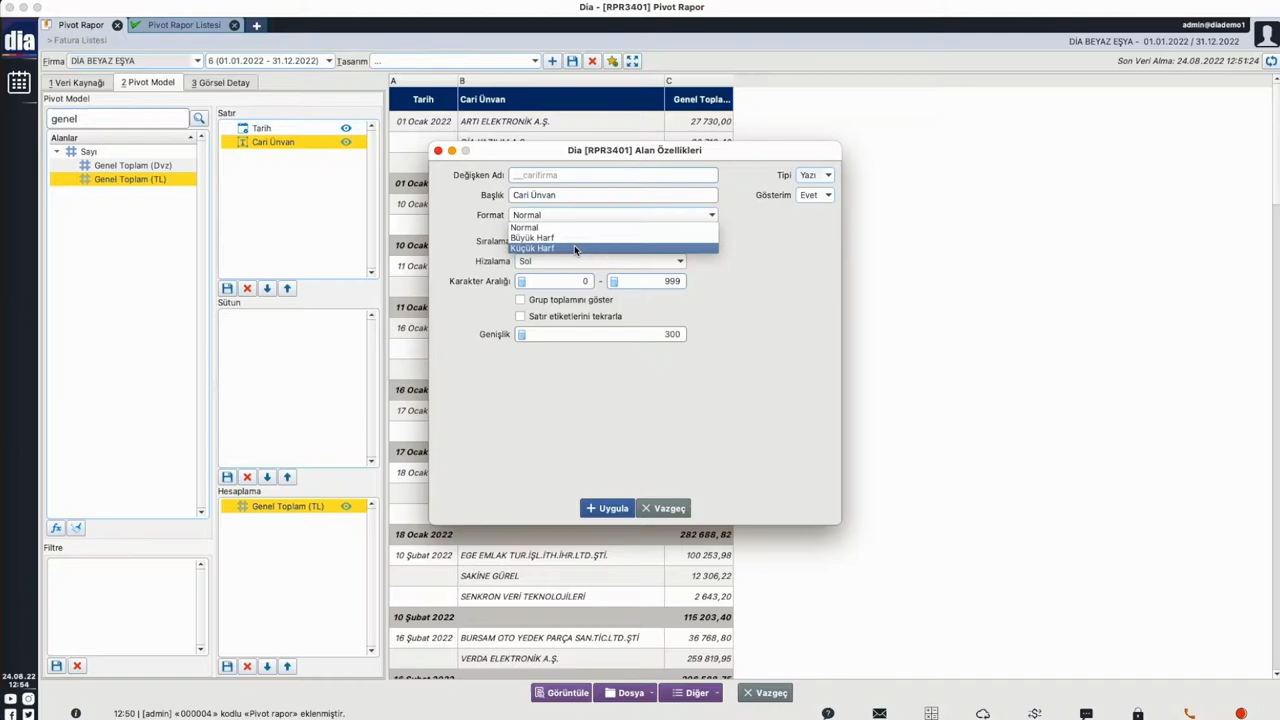 Dia - [RPR3401] Pivot Rapor
dia
Pivot Rapor
Pivot Rapor Listesi
admin@diademo1
> Fatura Listesi
DİA BEYAZ EŞYA - 01.01.2022 / 31.12.2022
Firma DİA BEYAZ EŞYA 6 (01.01.2022 - 31.12.2022) Tasarım ...
Son Veri Alma: 24.08.2022 12:51:24
1 Veri Kaynağı 2 Pivot Model 3 Görsel Detay
Pivot Model
genel
Alanlar
Sayı
Genel Toplam (Dvz)
Genel Toplam (TL)
Filtre
Satır
Tarih
Cari Ünvan
Sütun
Hesaplama
Genel Toplam (TL)
A B C
Tarih Cari Ünvan Genel Topla...
01 Ocak 2022 ARTI ELEKTRONİK A.Ş. 27 730,00
01 Ocak
10 Ocak
10 Ocak
11 Ocak
11 Ocak
16 Ocak
16 Ocak
17 Ocak
17 Ocak
18 Ocak
18 Ocak 2022 282 688,82
10 Şubat 2022 EGE EMLAK TUR.İŞL.İTH.İHR.LTD.ŞTİ. 100 253,98
SAKİNE GÜREL 12 306,22
SENKRON VERİ TEKNOLOJİLERİ 2 643,20
10 Şubat 2022 115 203,40
16 Şubat 2022 BURSAM OTO YEDEK PARÇA SAN.TİC.LTD.ŞTİ 36 768,80
VERDA ELEKTRONİK A.Ş. 259 819,95
Dia [RPR3401] Alan Özellikleri
Değişken Adı __carifirma Tipi Yazı
Başlık Cari Ünvan Gösterim Evet
Format Normal
Normal
Büyük Harf
Küçük Harf
Sıralama
Hizalama Sol
Karakter Aralığı 0 - 999
Grup toplamını göster
Satır etiketlerini tekrarla
Genişlik 300
+ Uygula Vazgeç
Görüntüle Dosya Diğer Vazgeç
24.08.22
12:54
12:50 | [admin] «000004» kodlu «Pivot rapor» eklenmiştir.